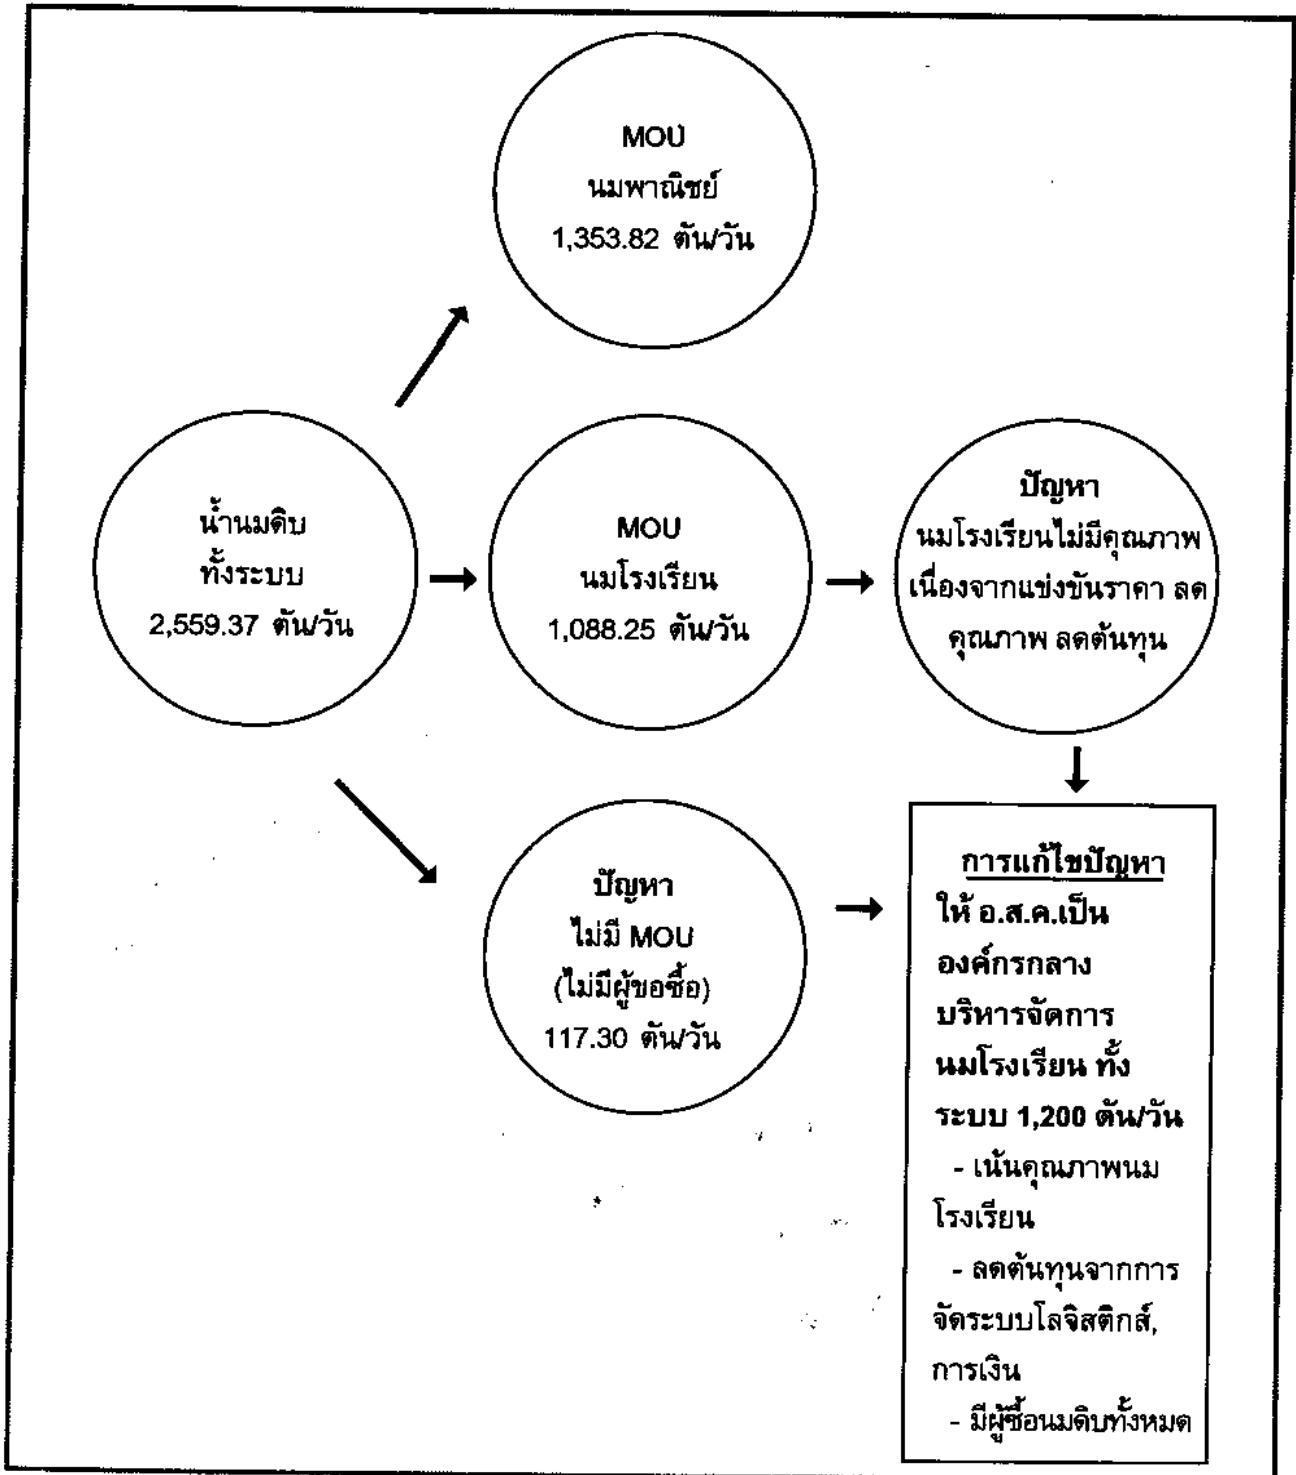 MOU
นมพาณิชย์
1,353.82 ตัน/วัน
น้ำนมดิบ
ทั้งระบบ
2,559.37 ตัน/วัน
MOU
นมโรงเรียน
1,088.25 ตัน/วัน
ปัญหา
นมโรงเรียนไม่มีคุณภาพ
เนื่องจากแข่งขันราคา ลด
คุณภาพ ลดต้นทุน
ปัญหา
ไม่มี MOU
(ไม่มีผู้ขอซื้อ)
117.30 ตัน/วัน
การแก้ไขปัญหา
ให้ อ.ส.ค.เป็น
องค์กรกลาง
บริหารจัดการ
นมโรงเรียน ทั้ง
ระบบ 1,200 ตัน/วัน
- เน้นคุณภาพนม
โรงเรียน
- ลดต้นทุนจากการ
จัดระบบโลจิสติกส์,
การเงิน
- มีผู้ซื้อนมดิบทั้งหมด